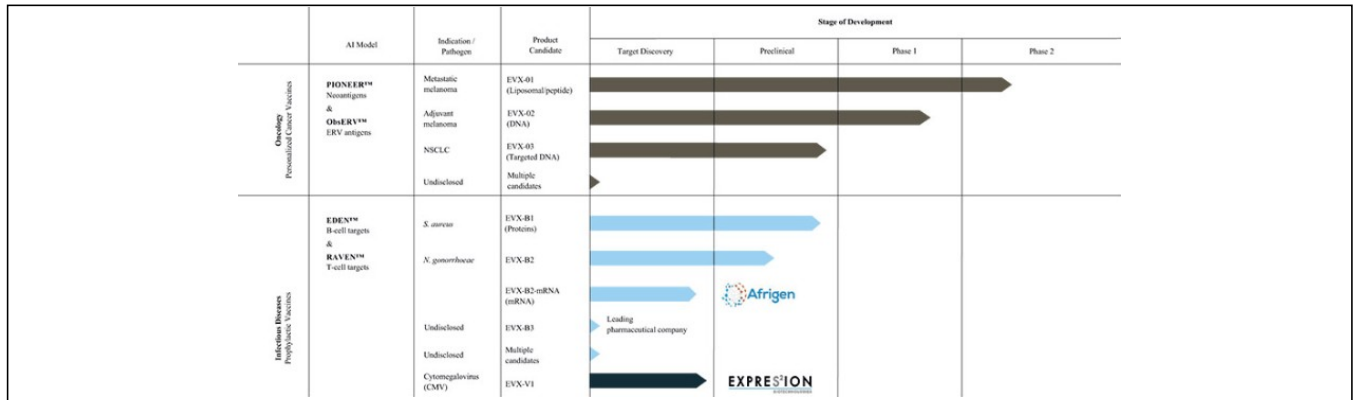 Stage of Development
AI Model
Indication /
Pathogen
Product
Candidate
Target Discovery
Preclinical
Phase 1
Phase 2
Oncology
Personalized Cancer Vaccines
PIONEER™
Neoantigens
&
ObsERV™
ERV antigens
Metastatic
melanoma
EVX-01
(Liposomal/peptide)
Adjuvant
melanoma
EVX-02
(DNA)
NSCLC
EVX-03
(Targeted DNA)
Undisclosed
Multiple
candidates
Infectious Diseases
Prophylactic Vaccines
EDEN™
B-cell targets
&
RAVEN™
T-cell targets
S. aureus
EVX-B1
(Proteins)
N. gonorrhoeae
EVX-B2
EVX-B2-mRNA
(mRNA)
Afrigen
Undisclosed
EVX-B3
Leading
pharmaceutical company
Undisclosed
Multiple
candidates
Cytomegalovirus
(CMV)
EVX-V1
EXPRES²ION
BIOTECHNOLOGIES